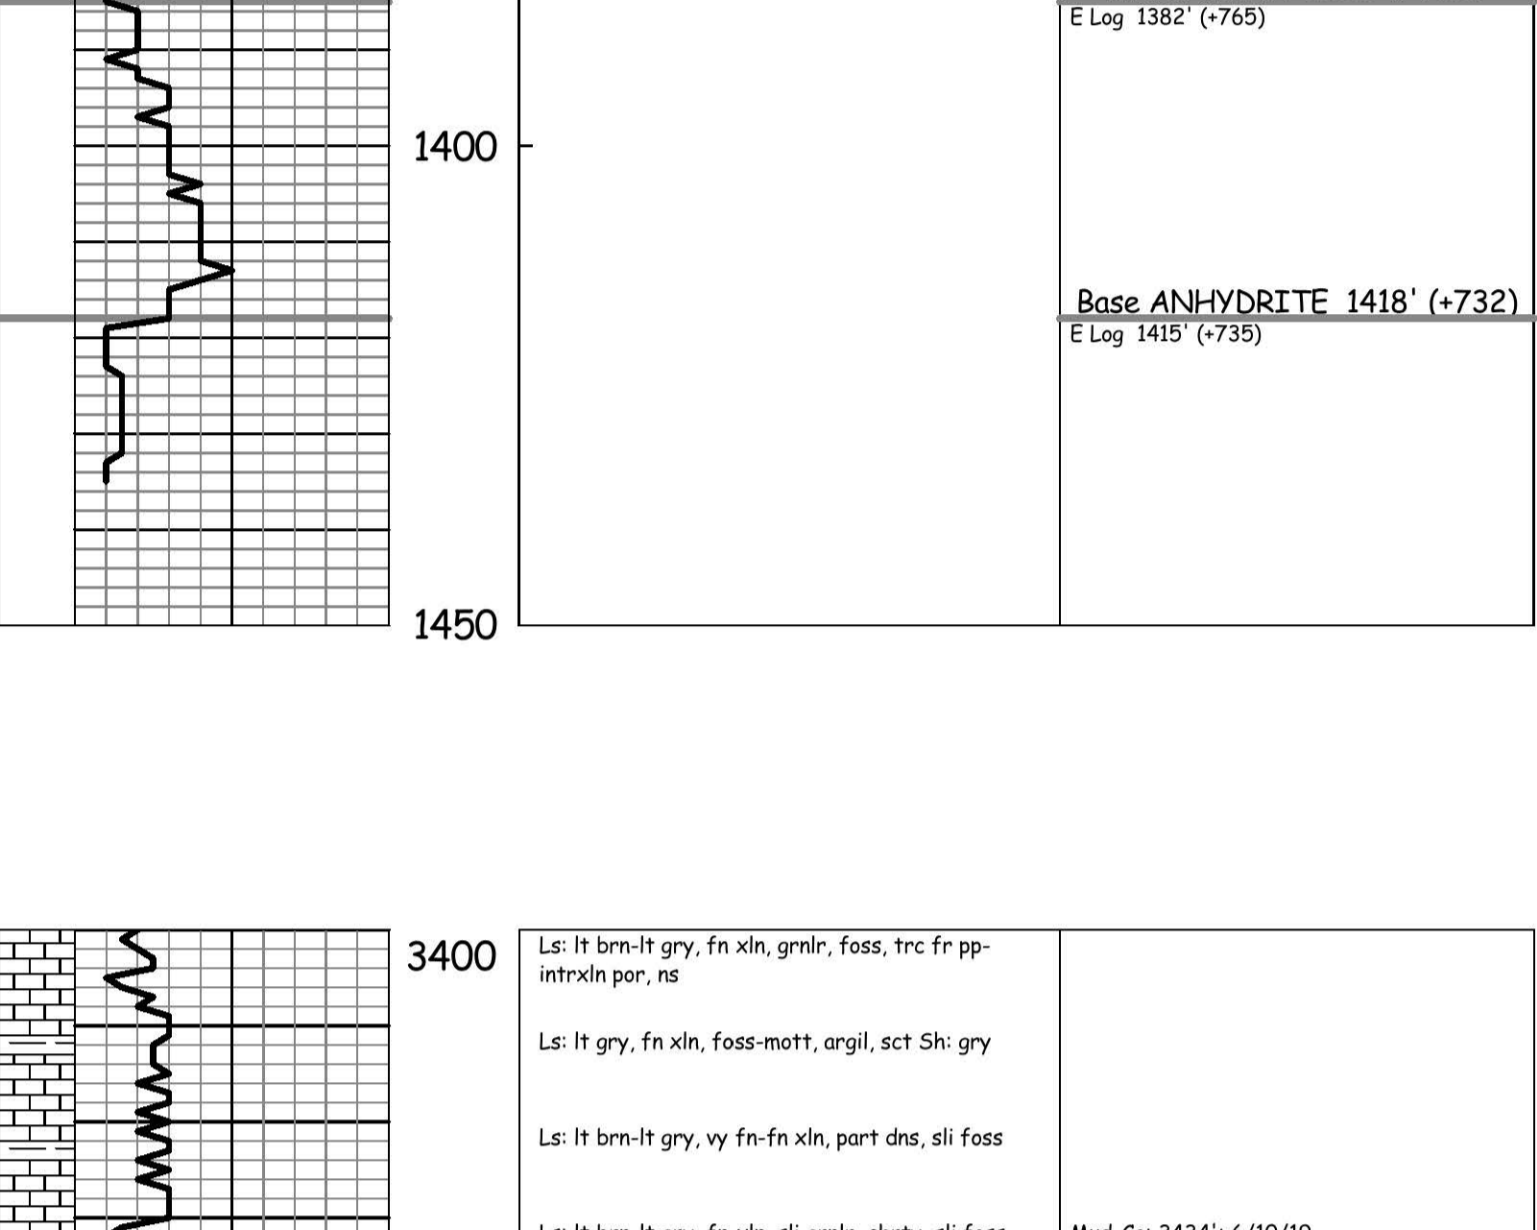 E Log 1382' (+765)
1400
Base ANHYDRITE 1418' (+732)
E Log 1415' (+735)
1450
3400
Ls: lt brn-lt gry, fn xln, grnlr, foss, trc fr pp-
intrxln por, ns
Ls: lt gry, fn xln, foss-mott, argil, sct Sh: gry
Ls: lt brn-lt gry, vy fn-fn xln, part dns, sli foss